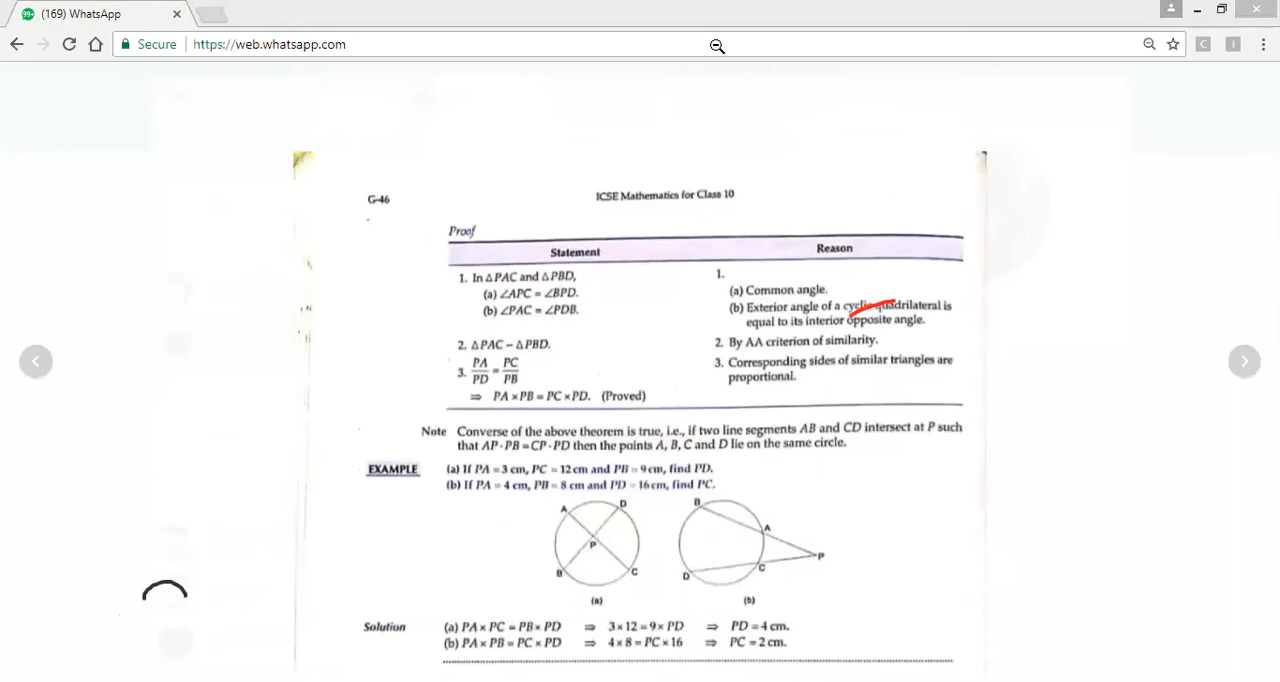 99+ (169) WhatsApp
Secure https://web.whatsapp.com
G-46 ICSE Mathematics for Class 10
Proof
Statement Reason
1. In △PAC and △PBD, 1.
(a) ∠APC = ∠BPD. (a) Common angle.
(b) ∠PAC = ∠PDB. (b) Exterior angle of a cyclic quadrilateral is
equal to its interior opposite angle.
2. △PAC ~ △PBD. 2. By AA criterion of similarity.
3. PA/PD = PC/PB 3. Corresponding sides of similar triangles are
proportional.
⇒ PA × PB = PC × PD. (Proved)
Note Converse of the above theorem is true, i.e., if two line segments AB and CD intersect at P such
that AP · PB = CP · PD then the points A, B, C and D lie on the same circle.
EXAMPLE (a) If PA = 3 cm, PC = 12 cm and PB = 9 cm, find PD.
(b) If PA = 4 cm, PB = 8 cm and PD = 16 cm, find PC.
A D B
A
P P
B C D C
(a) (b)
Solution (a) PA × PC = PB × PD ⇒ 3 × 12 = 9 × PD ⇒ PD = 4 cm.
(b) PA × PB = PC × PD ⇒ 4 × 8 = PC × 16 ⇒ PC = 2 cm.